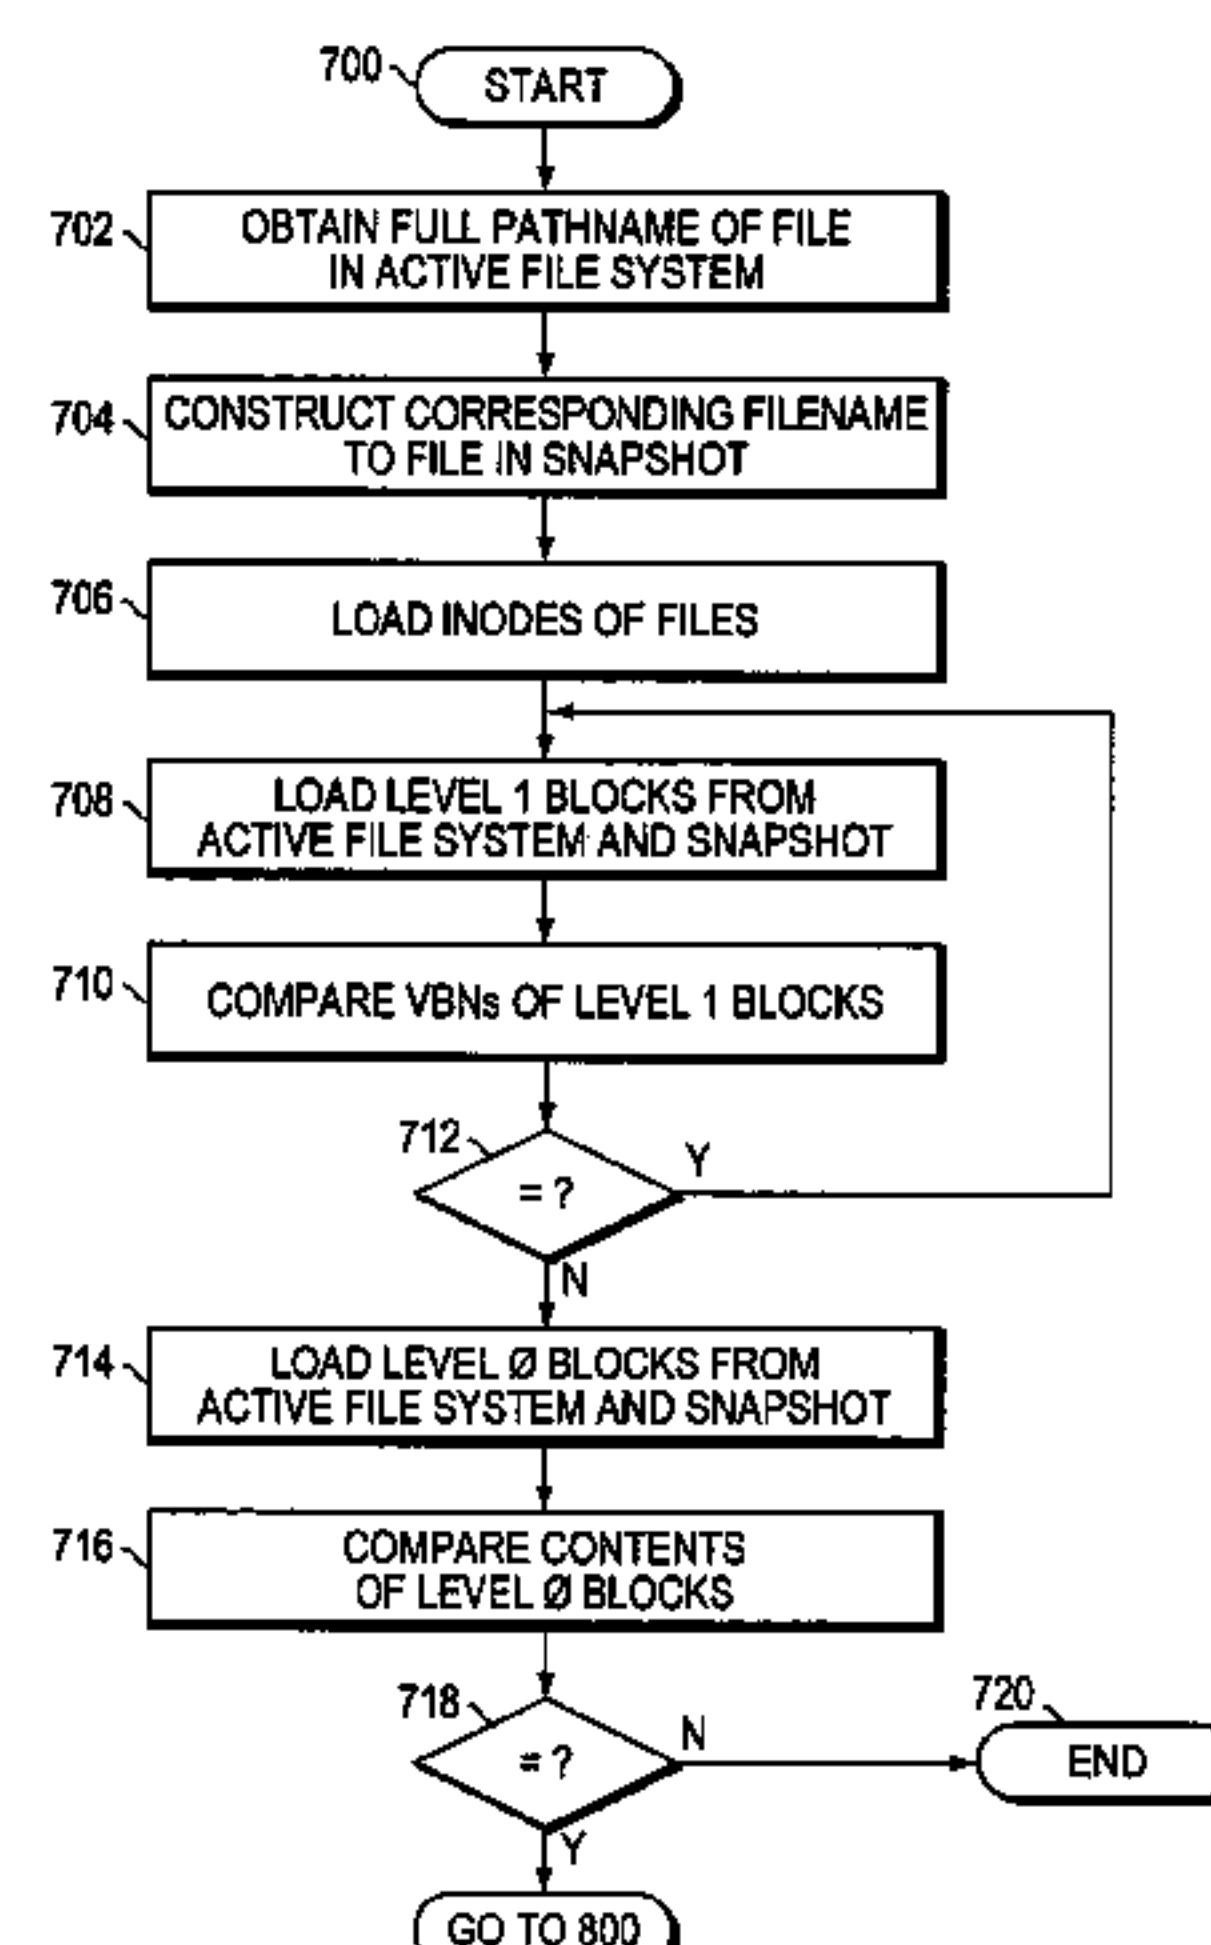 700
START
702
OBTAIN FULL PATHNAME OF FILE
IN ACTIVE FILE SYSTEM
704
CONSTRUCT CORRESPONDING FILENAME
TO FILE IN SNAPSHOT
706
LOAD INODES OF FILES
708
LOAD LEVEL 1 BLOCKS FROM
ACTIVE FILE SYSTEM AND SNAPSHOT
710
COMPARE VBNs OF LEVEL 1 BLOCKS
712
= ?
Y
N
714
LOAD LEVEL Ø BLOCKS FROM
ACTIVE FILE SYSTEM AND SNAPSHOT
716
COMPARE CONTENTS
OF LEVEL Ø BLOCKS
718
= ?
N
720
END
Y
GO TO 800